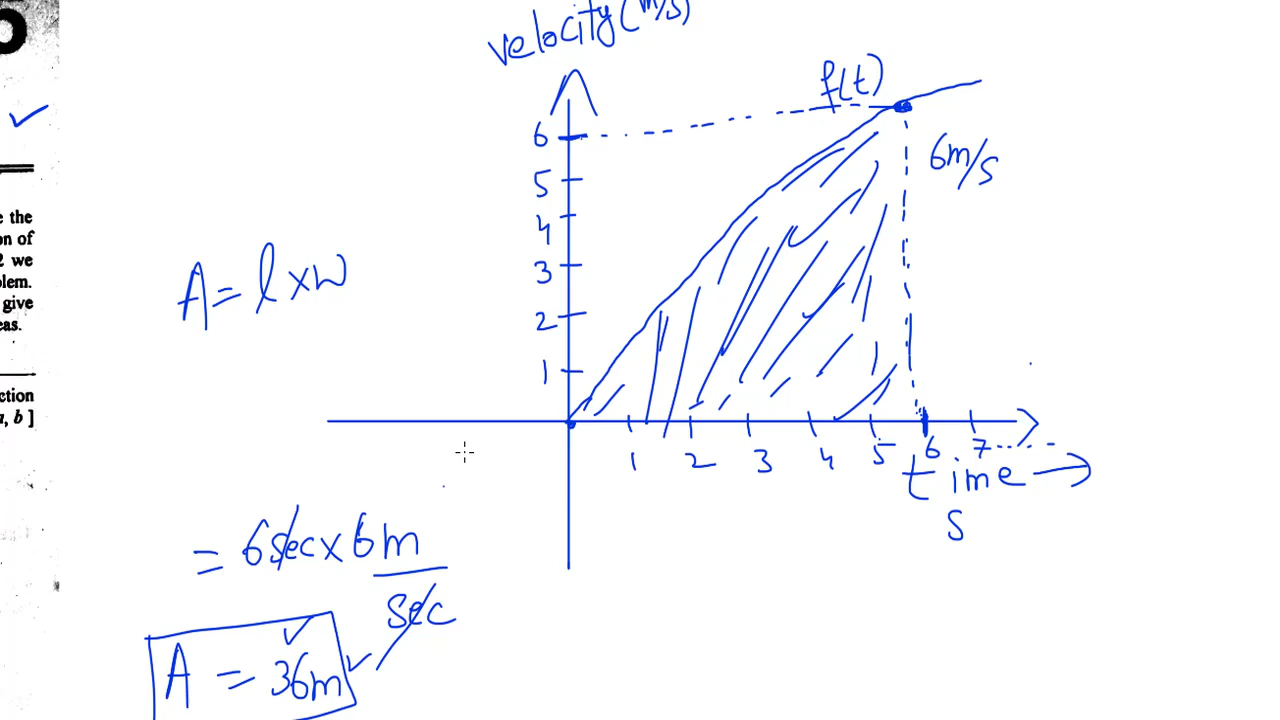 velocity (m/s)
f(t)
6
6m/s
5
4
3
2
1
1 2 3 4 5 6 7....
time →
s
A = l x w
= 6sec x 6m
sec
A = 36m
e the
on of
2 we
blem.
give
eas.
ction
a, b ]